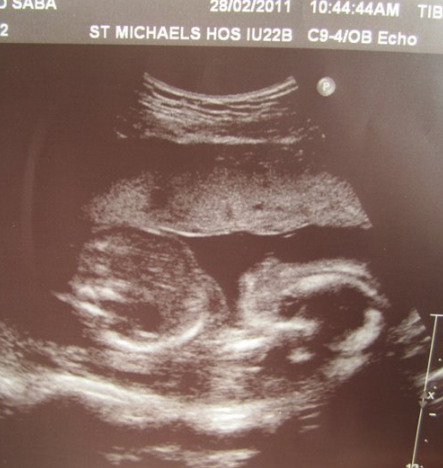 SABA 28/02/2011 10:44:44AM TIB
2 ST MICHAELS HOS IU22B C9-4/OB Echo
P
x